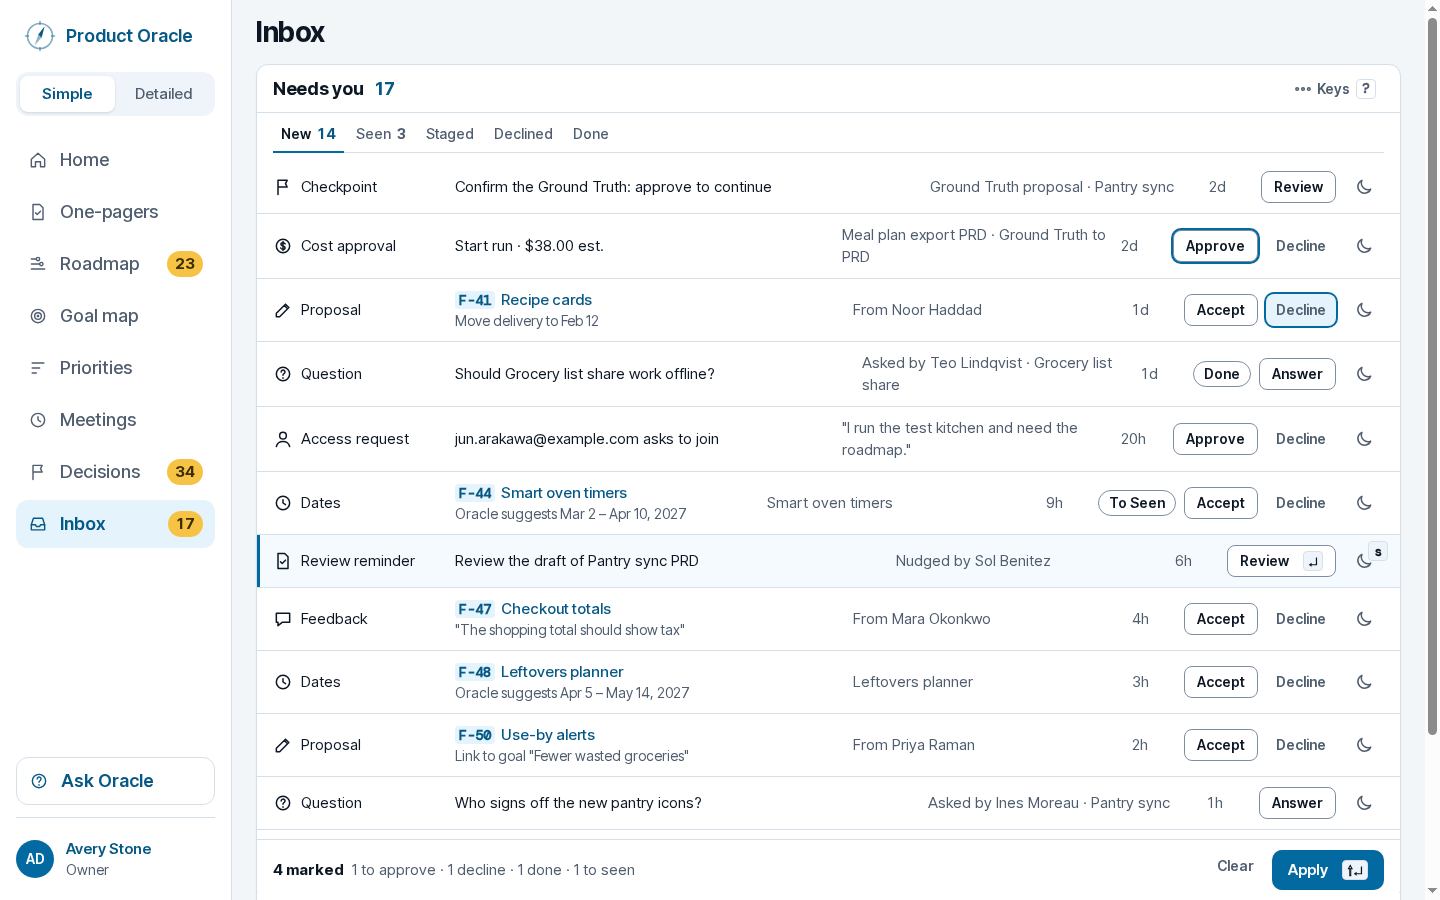 Product Oracle
Simple
Detailed
Home
One-pagers
Roadmap 23
Goal map
Priorities
Meetings
Decisions 34
Inbox 17
Ask Oracle
AD
Avery Stone
Owner
Inbox
Needs you 17
Keys ?
New 14
Seen 3
Staged
Declined
Done
Checkpoint
Confirm the Ground Truth: approve to continue
Ground Truth proposal · Pantry sync
2d
Review
Cost approval
Start run · $38.00 est.
Meal plan export PRD · Ground Truth to
PRD
2d
Approve
Decline
Proposal
F-41 Recipe cards
Move delivery to Feb 12
From Noor Haddad
1d
Accept
Decline
Question
Should Grocery list share work offline?
Asked by Teo Lindqvist · Grocery list
share
1d
Done
Answer
Access request
jun.arakawa@example.com asks to join
"I run the test kitchen and need the
roadmap."
20h
Approve
Decline
Dates
F-44 Smart oven timers
Oracle suggests Mar 2 – Apr 10, 2027
Smart oven timers
9h
To Seen
Accept
Decline
Review reminder
Review the draft of Pantry sync PRD
Nudged by Sol Benitez
6h
Review ↵
s
Feedback
F-47 Checkout totals
"The shopping total should show tax"
From Mara Okonkwo
4h
Accept
Decline
Dates
F-48 Leftovers planner
Oracle suggests Apr 5 – May 14, 2027
Leftovers planner
3h
Accept
Decline
Proposal
F-50 Use-by alerts
Link to goal "Fewer wasted groceries"
From Priya Raman
2h
Accept
Decline
Question
Who signs off the new pantry icons?
Asked by Ines Moreau · Pantry sync
1h
Answer
4 marked 1 to approve · 1 decline · 1 done · 1 to seen
Clear
Apply ↑↵